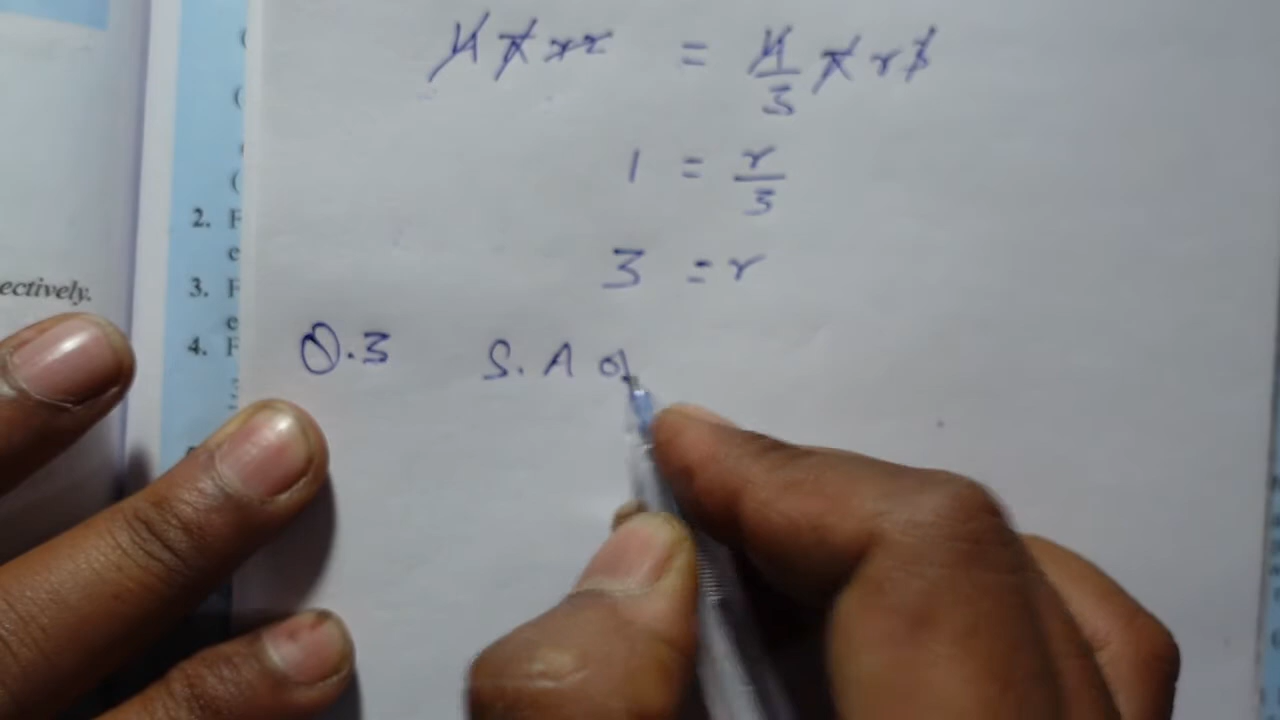 4πrr = 4/3 πr3
1 = r/3
3 = r
Q.3 S.A of
ectively.
(
(
(
2. F
e
3. F
e
4. F